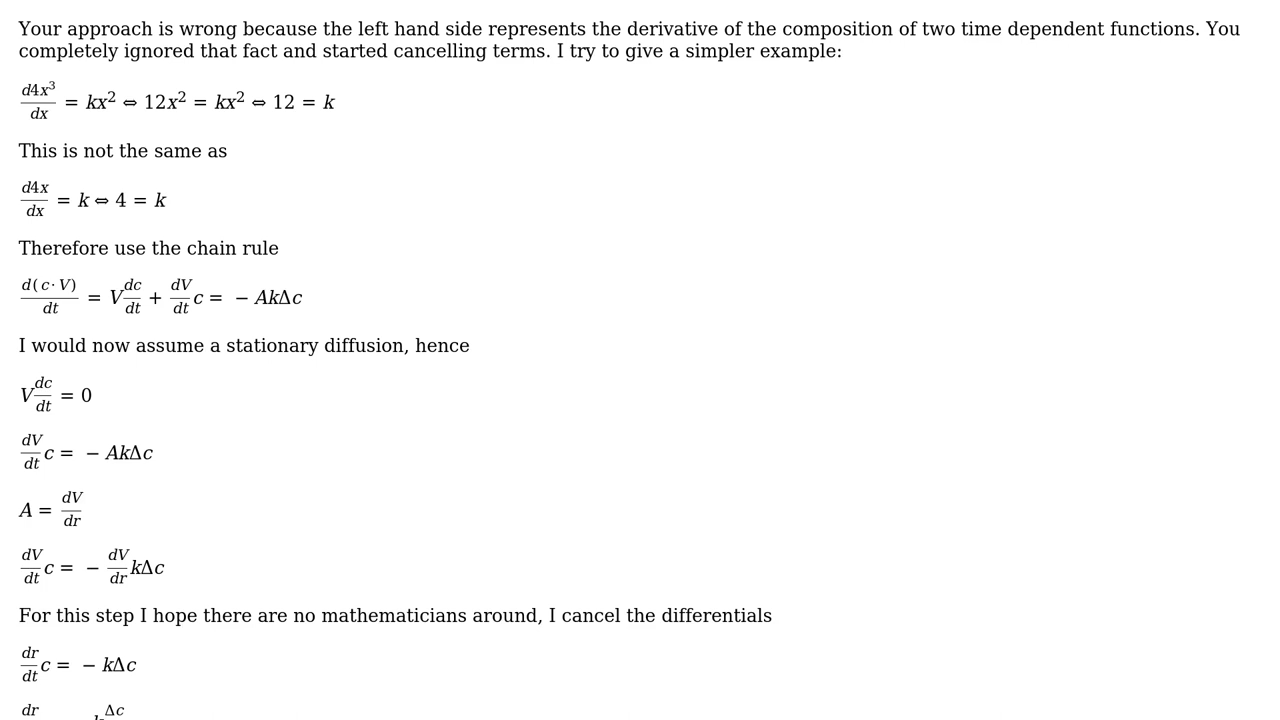 Your approach is wrong because the left hand side represents the derivative of the composition of two time dependent functions. You
completely ignored that fact and started cancelling terms. I try to give a simpler example:
d4x³/dx = kx² ⇔ 12x² = kx² ⇔ 12 = k
This is not the same as
d4x/dx = k ⇔ 4 = k
Therefore use the chain rule
d(c·V)/dt = V dc/dt + dV/dt c = − AkΔc
I would now assume a stationary diffusion, hence
V dc/dt = 0
dV/dt c = − AkΔc
A = dV/dr
dV/dt c = − dV/dr kΔc
For this step I hope there are no mathematicians around, I cancel the differentials
dr/dt c = − kΔc
dr Δc